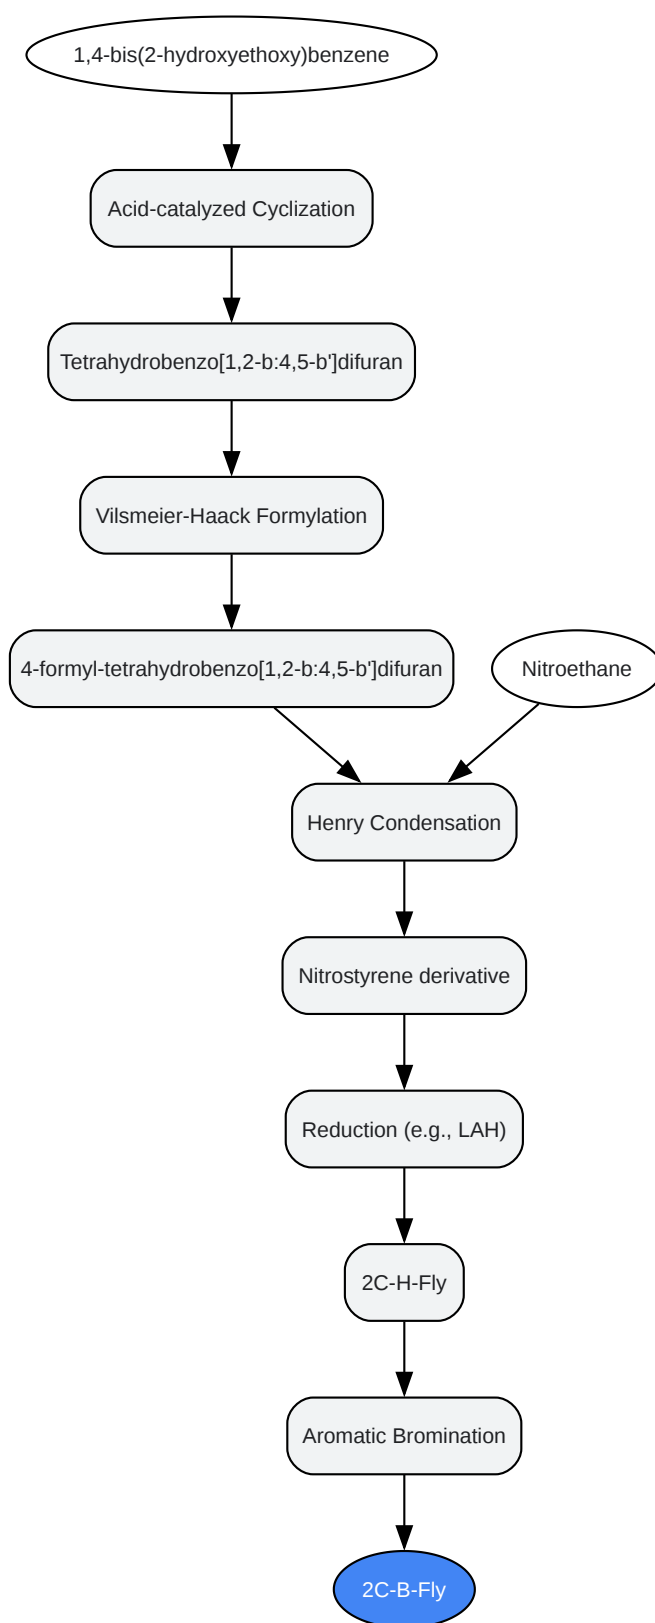 1,4-bis(2-hydroxyethoxy)benzene
Acid-catalyzed Cyclization
Tetrahydrobenzo[1,2-b:4,5-b']difuran
Vilsmeier-Haack Formylation
4-formyl-tetrahydrobenzo[1,2-b:4,5-b']difuran
Nitroethane
Henry Condensation
Nitrostyrene derivative
Reduction (e.g., LAH)
2C-H-Fly
Aromatic Bromination
2C-B-Fly